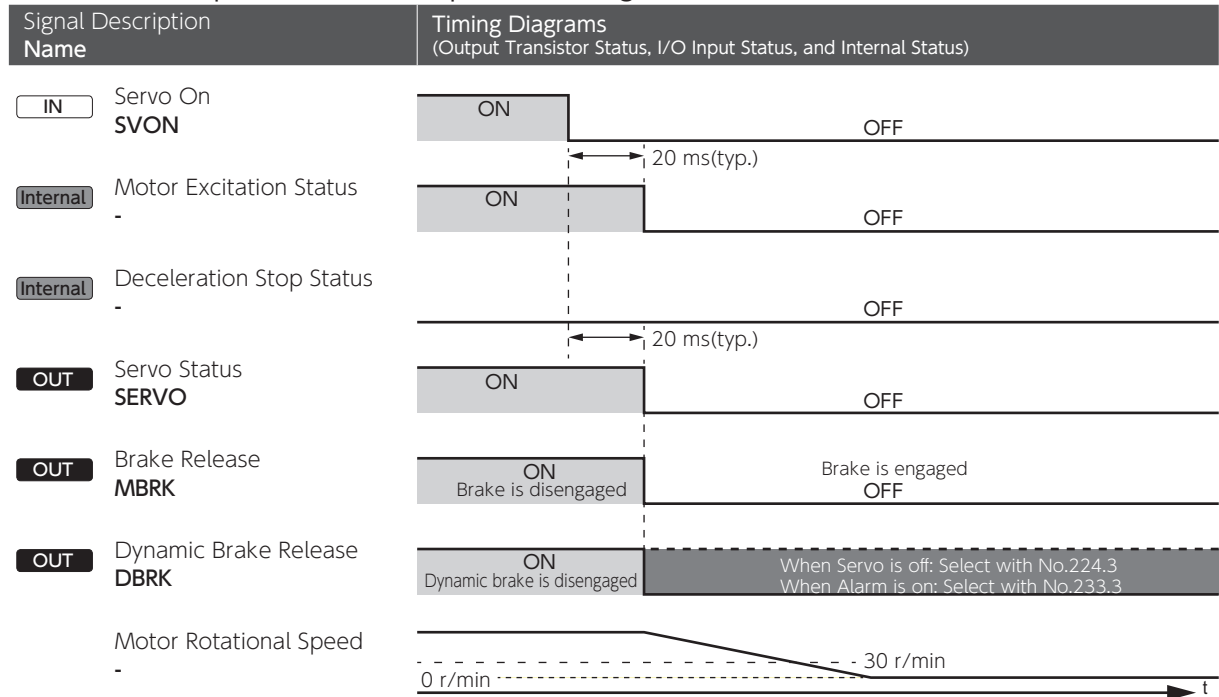 Signal Description
Name
Timing Diagrams
(Output Transistor Status, I/O Input Status, and Internal Status)
IN
Servo On
SVON
ON
OFF
20 ms(typ.)
Internal
Motor Excitation Status
-
ON
OFF
Internal
Deceleration Stop Status
-
OFF
20 ms(typ.)
OUT
Servo Status
SERVO
ON
OFF
OUT
Brake Release
MBRK
ON
Brake is disengaged
Brake is engaged
OFF
OUT
Dynamic Brake Release
DBRK
ON
Dynamic brake is disengaged
When Servo is off: Select with No.224.3
When Alarm is on: Select with No.233.3
Motor Rotational Speed
-
30 r/min
0 r/min
t